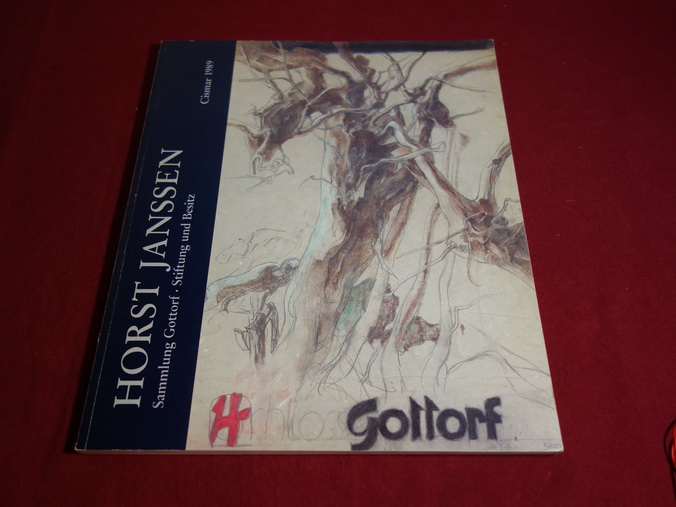 HORST JANSSEN
Sammlung Gottorf · Stiftung und Besitz
Cismar 1989
Gottorf